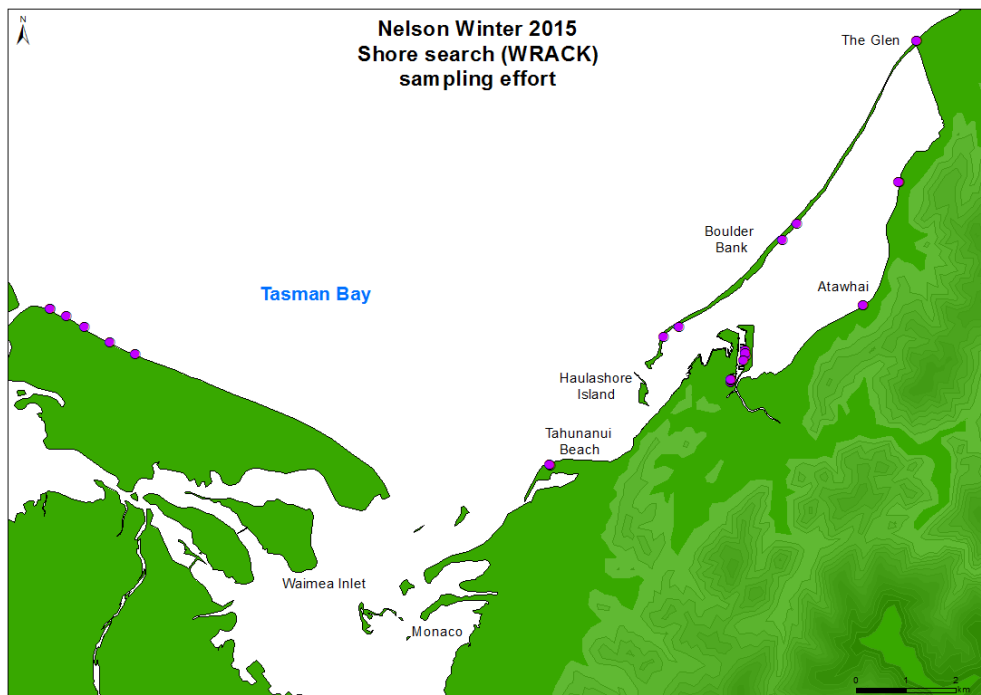 N
Nelson Winter 2015
Shore search (WRACK)
sampling effort
The Glen
Boulder
Bank
Tasman Bay
Atawhai
Haulashore
Island
Tahunanui
Beach
Waimea Inlet
Monaco
0 1 2
km